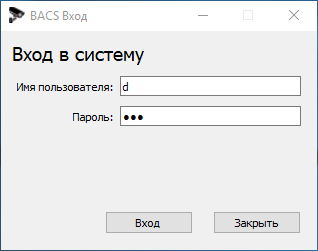 BACS Вход
Вход в систему
Имя пользователя: d
Пароль: ●●●
Вход Закрыть